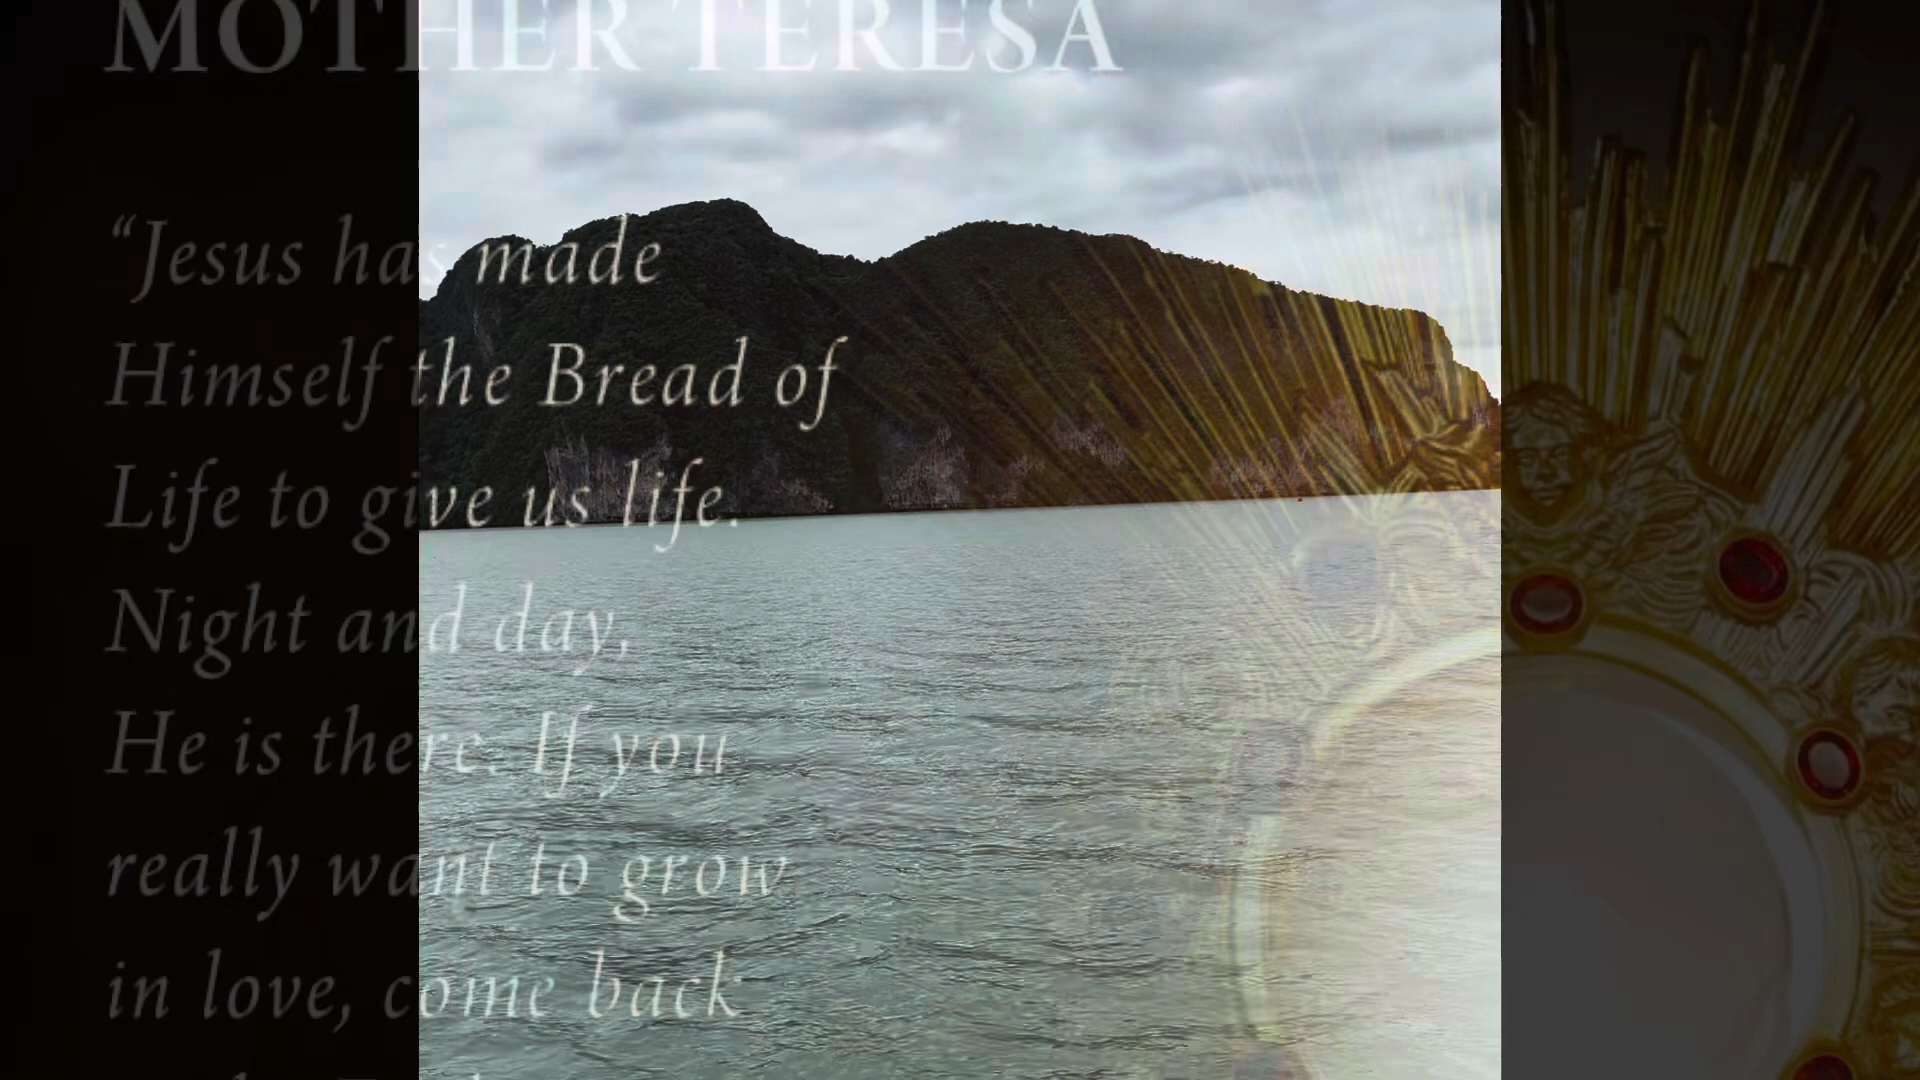 MOTHER TERESA
“Jesus has made
Himself the Bread of
Life to give us life.
Night and day,
He is there. If you
really want to grow
in love, come back